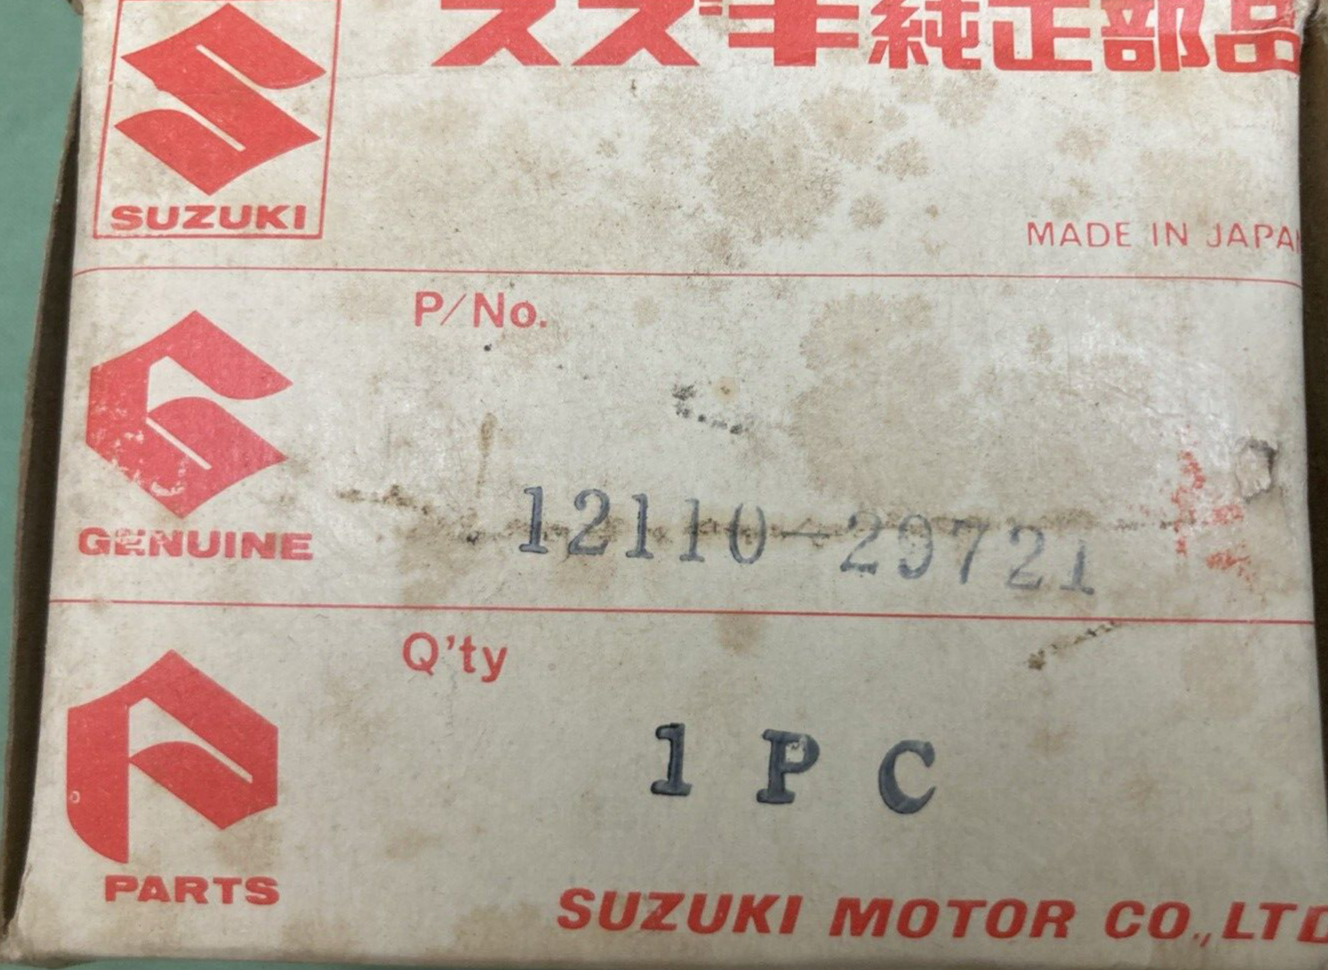 スズキ純正部品
SUZUKI
MADE IN JAPAN
P/No.
GENUINE
12110-29721
Q'ty
1 P C
PARTS
SUZUKI MOTOR CO.,LTD